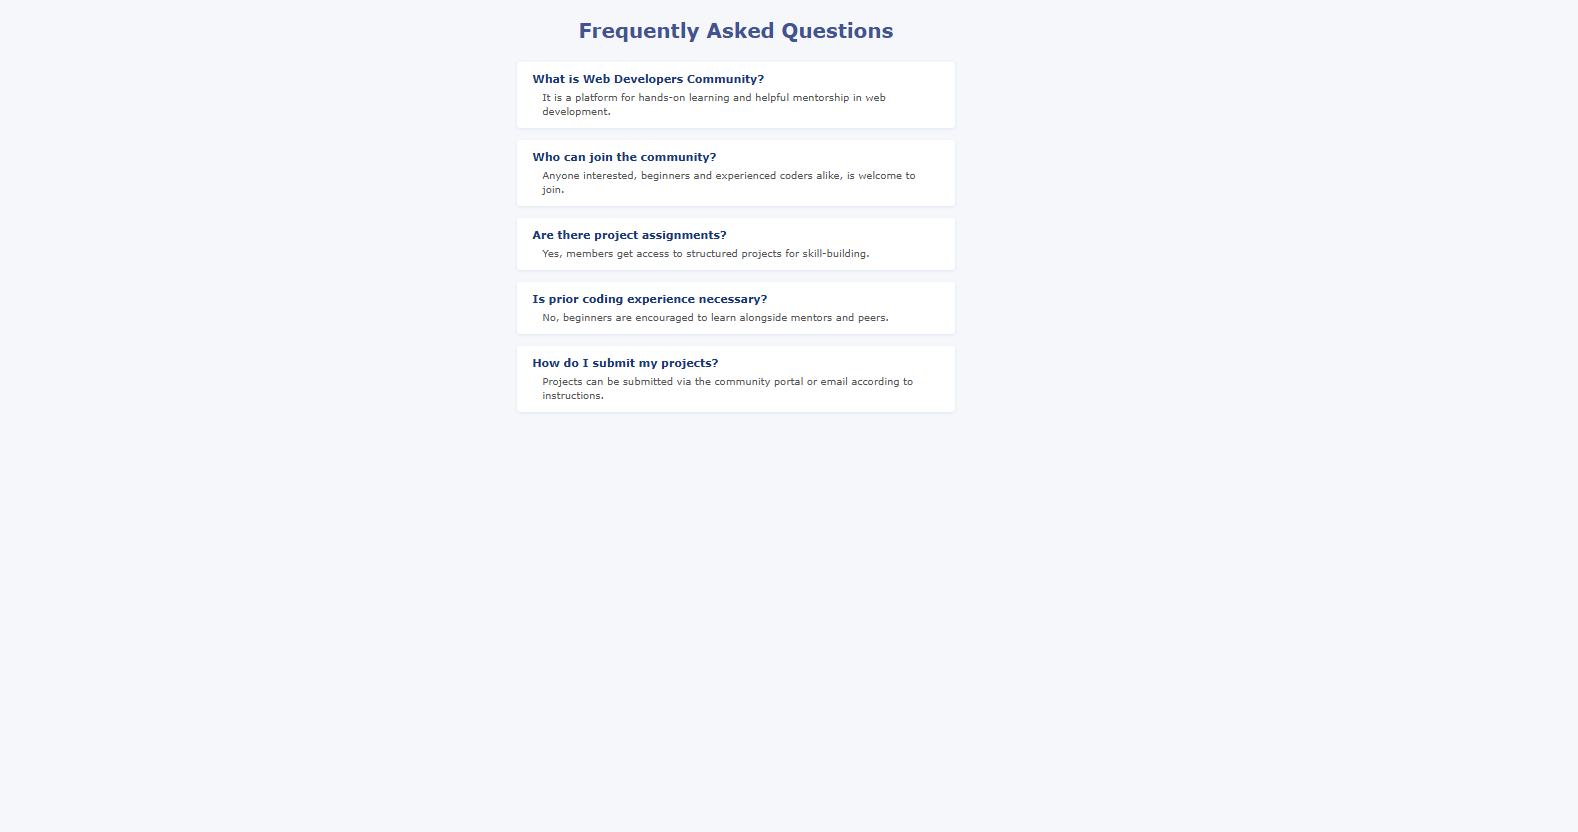 Frequently Asked Questions
What is Web Developers Community?
It is a platform for hands-on learning and helpful mentorship in web
development.
Who can join the community?
Anyone interested, beginners and experienced coders alike, is welcome to
join.
Are there project assignments?
Yes, members get access to structured projects for skill-building.
Is prior coding experience necessary?
No, beginners are encouraged to learn alongside mentors and peers.
How do I submit my projects?
Projects can be submitted via the community portal or email according to
instructions.